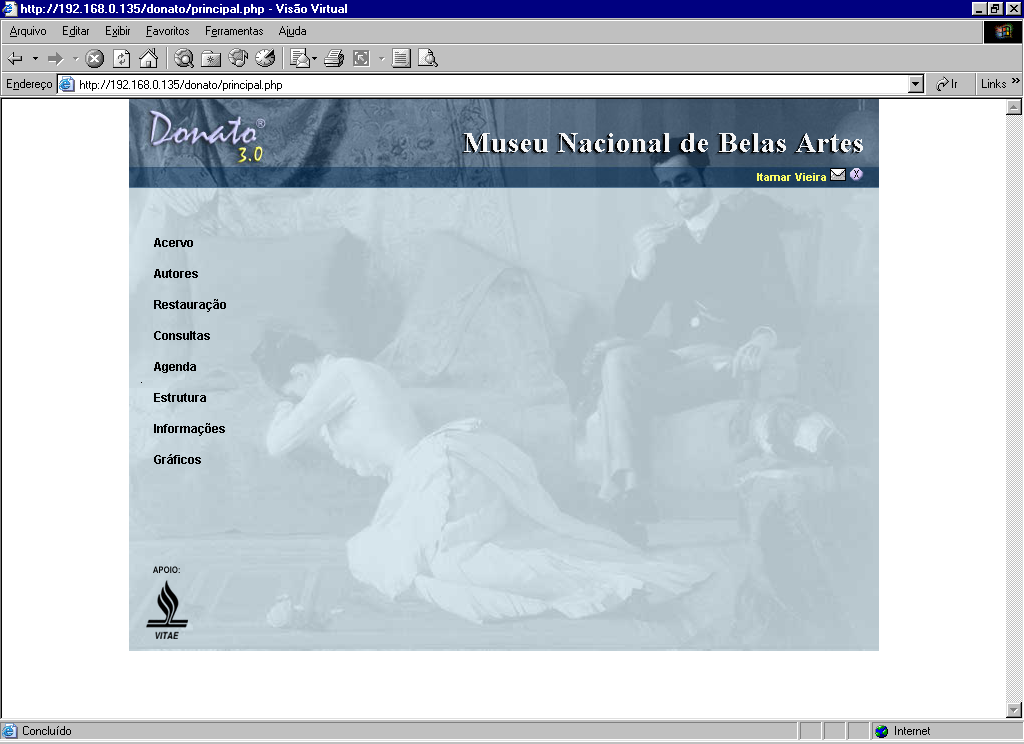 http://192.168.0.135/donato/principal.php - Visão Virtual
Arquivo Editar Exibir Favoritos Ferramentas Ajuda
Endereço http://192.168.0.135/donato/principal.php Ir Links »
Donato®
3.0
Museu Nacional de Belas Artes
Itamar Vieira X
Acervo
Autores
Restauração
Consultas
Agenda
Estrutura
Informações
Gráficos
APOIO:
VITAE
Concluído Internet